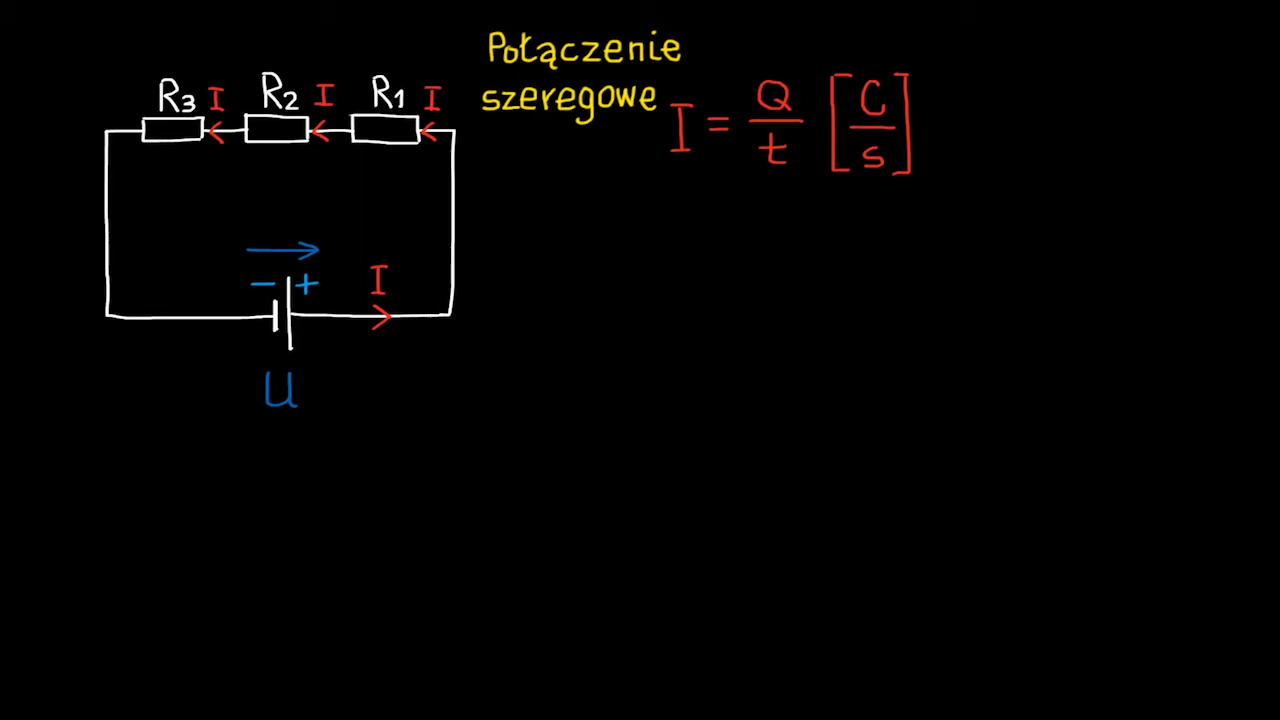 Połączenie
szeregowe
R3 I R2 I R1 I
I = Q/t [C/s]
- +
I
U